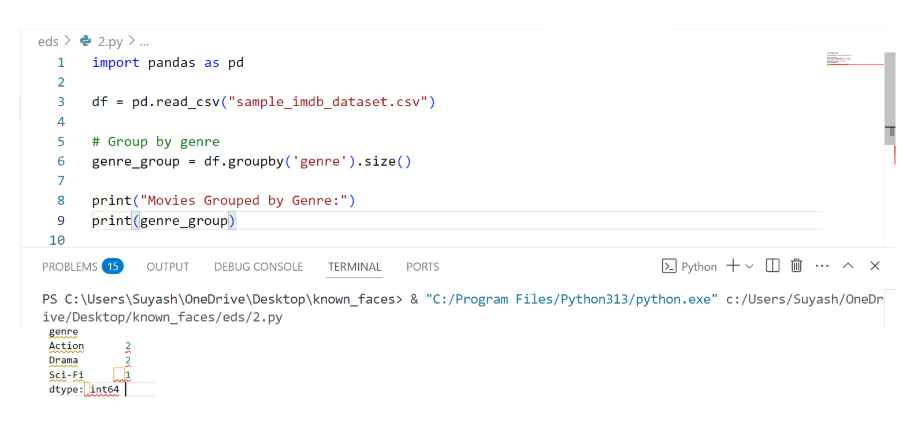 eds > 2.py > ...
1 import pandas as pd
2
3 df = pd.read_csv("sample_imdb_dataset.csv")
4
5 # Group by genre
6 genre_group = df.groupby('genre').size()
7
8 print("Movies Grouped by Genre:")
9 print(genre_group)
10
PROBLEMS 15 OUTPUT DEBUG CONSOLE TERMINAL PORTS Python
PS C:\Users\Suyash\OneDrive\Desktop\known_faces> & "C:/Program Files/Python313/python.exe" c:/Users/Suyash/OneDr
ive/Desktop/known_faces/eds/2.py
genre
Action 2
Drama 2
Sci-Fi 1
dtype: int64